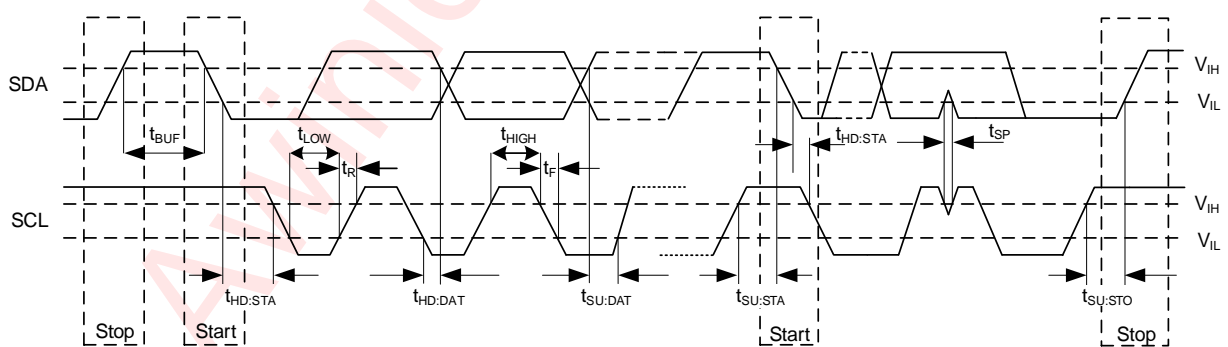 SDA
V_IH
V_IL
t_BUF
t_LOW
t_R
t_HIGH
t_F
t_HD:STA
t_SP
SCL
V_IH
V_IL
t_HD:STA
t_HD:DAT
t_SU:DAT
t_SU:STA
t_SU:STO
Stop
Start
Start
Stop
Awinic